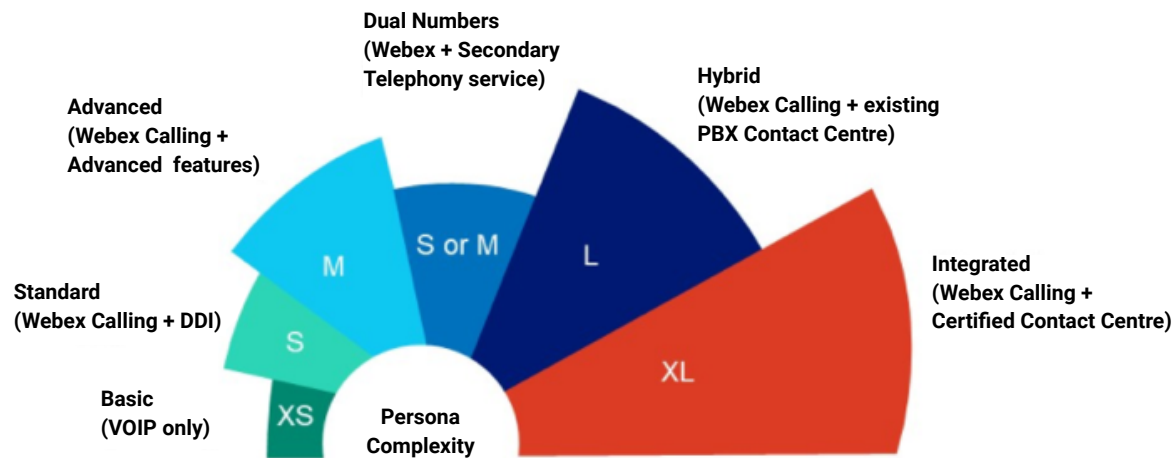 Dual Numbers
(Webex + Secondary
Telephony service)
Hybrid
(Webex Calling + existing
PBX Contact Centre)
Advanced
(Webex Calling +
Advanced  features)
S or M
L
M
Integrated
(Webex Calling +
Certified Contact Centre)
Standard
(Webex Calling + DDI)
S
XL
Basic
(VOIP only)
XS
Persona
Complexity